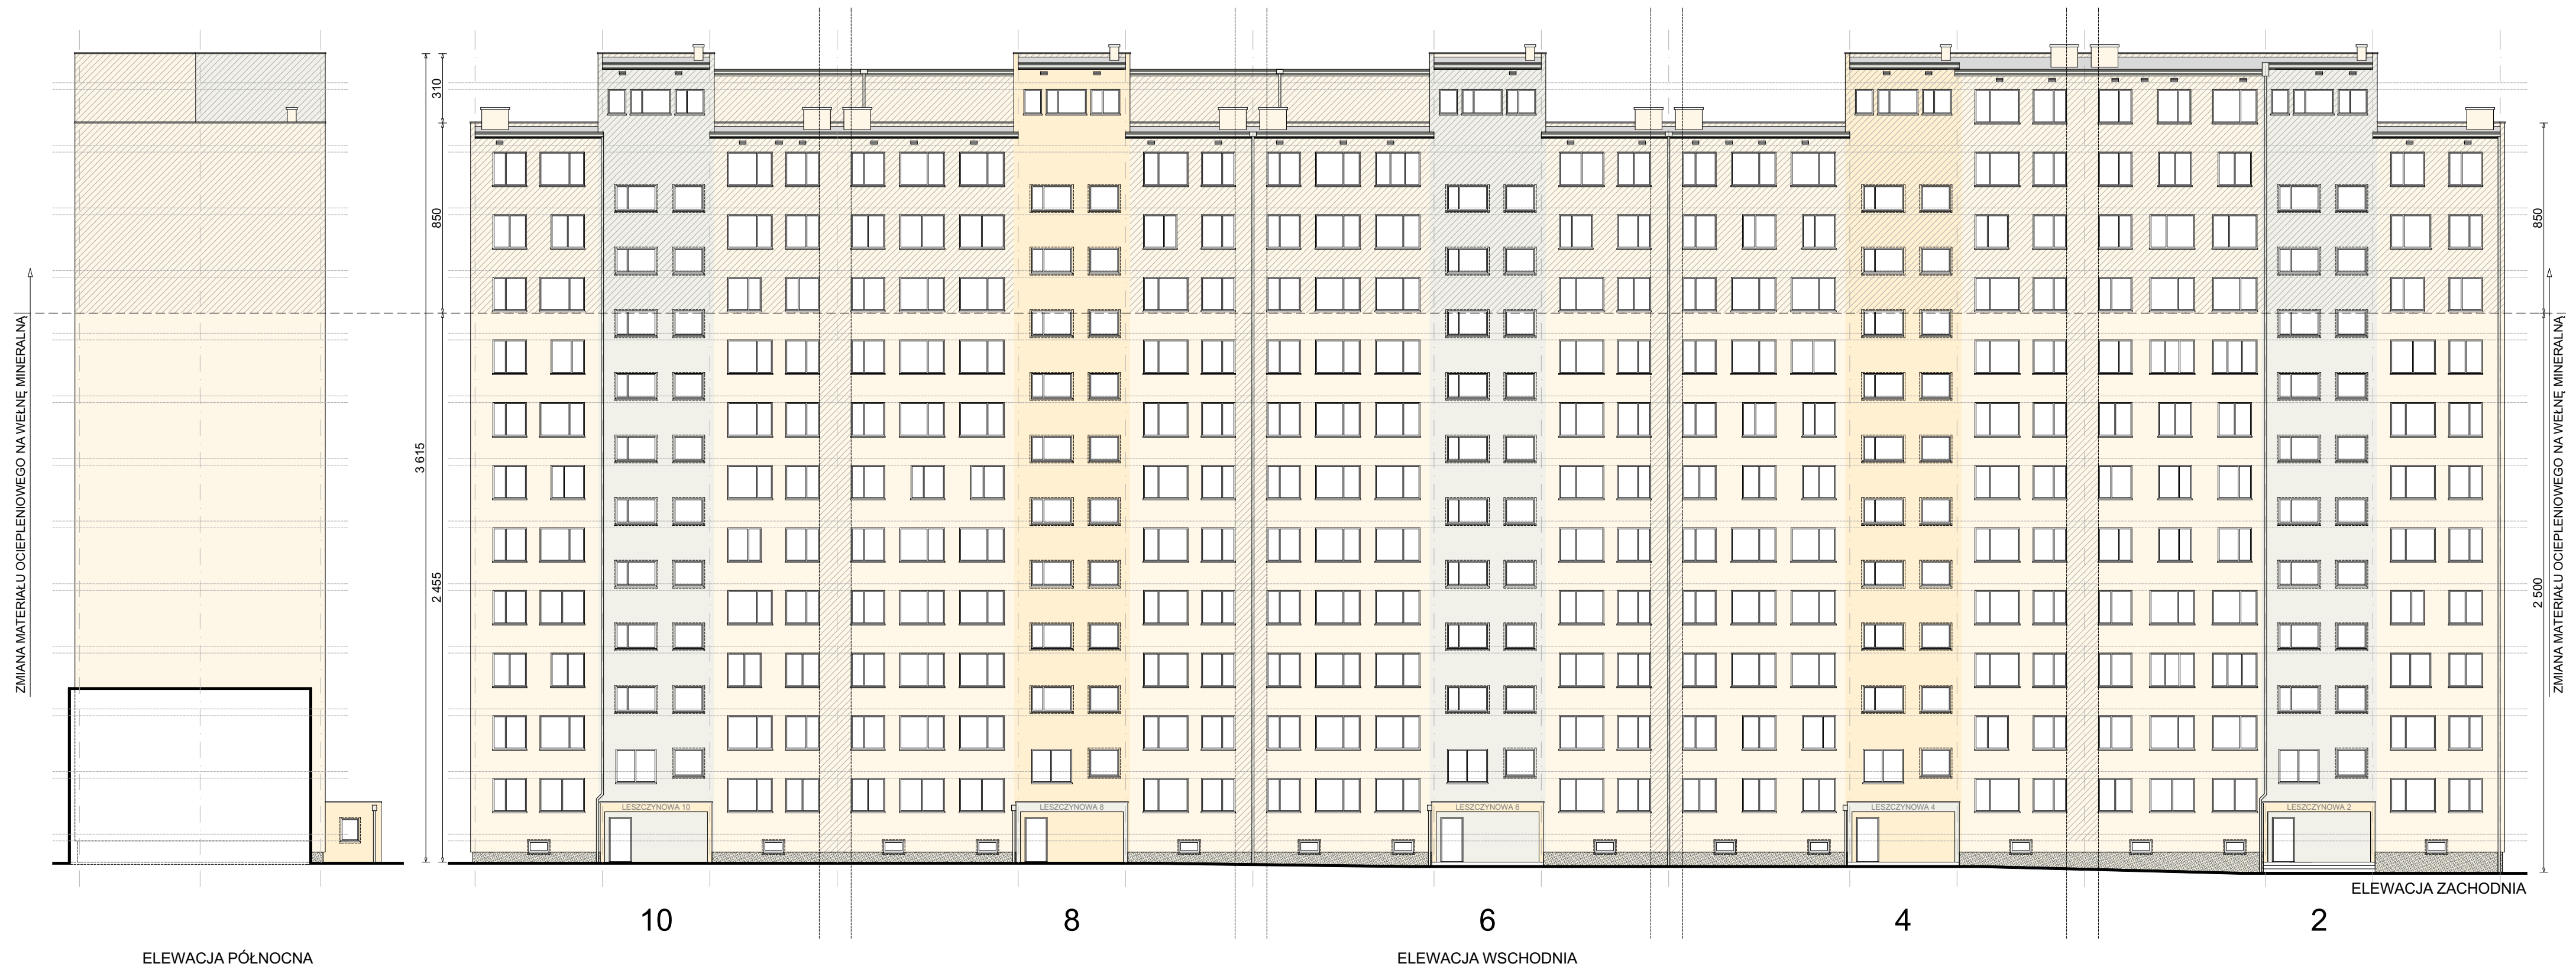 310
850
850
ZMIANA MATERIAŁU OCIEPLENIOWEGO NA WEŁNĘ MINERALNĄ
3 615
2 455
2 500
ZMIANA MATERIAŁU OCIEPLENIOWEGO NA WEŁNĘ MINERALNĄ
LESZCZYNOWA 10
LESZCZYNOWA 8
LESZCZYNOWA 6
LESZCZYNOWA 4
LESZCZYNOWA 2
ELEWACJA ZACHODNIA
10
8
6
4
2
ELEWACJA PÓŁNOCNA
ELEWACJA WSCHODNIA